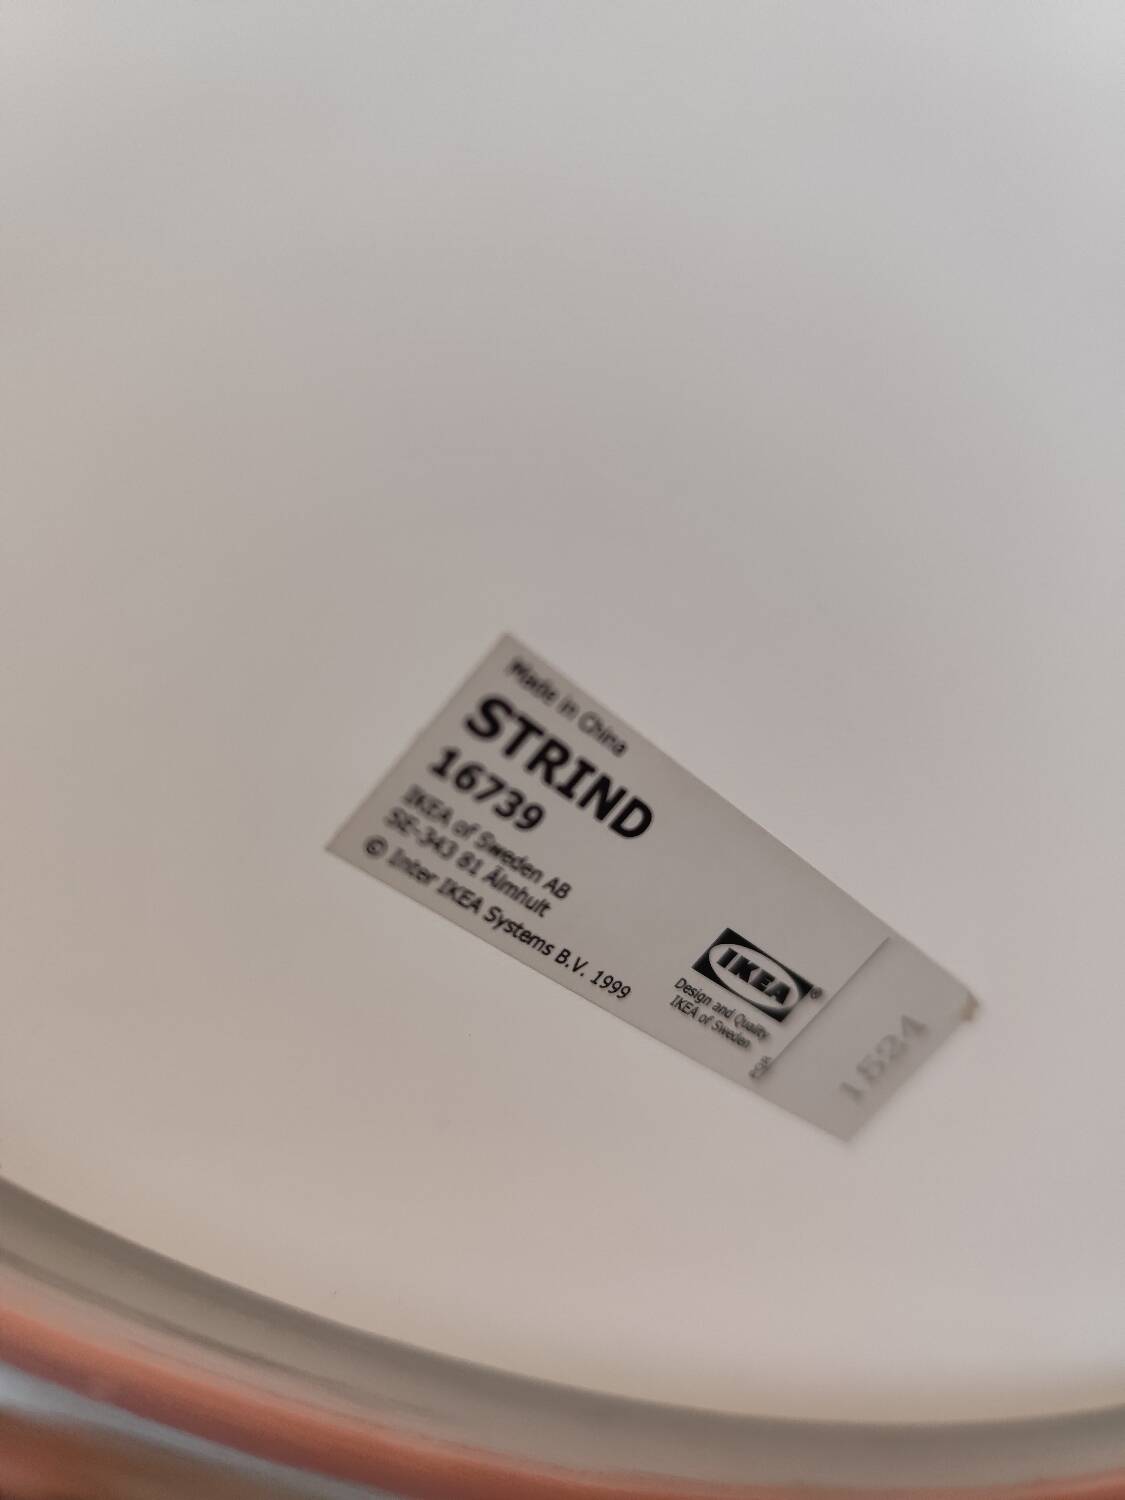 Made in China
STRIND
16739
IKEA of Sweden AB
SE-343 81 Älmhult
© Inter IKEA Systems B.V. 1999
IKEA®
Design and Quality
IKEA of Sweden
1524